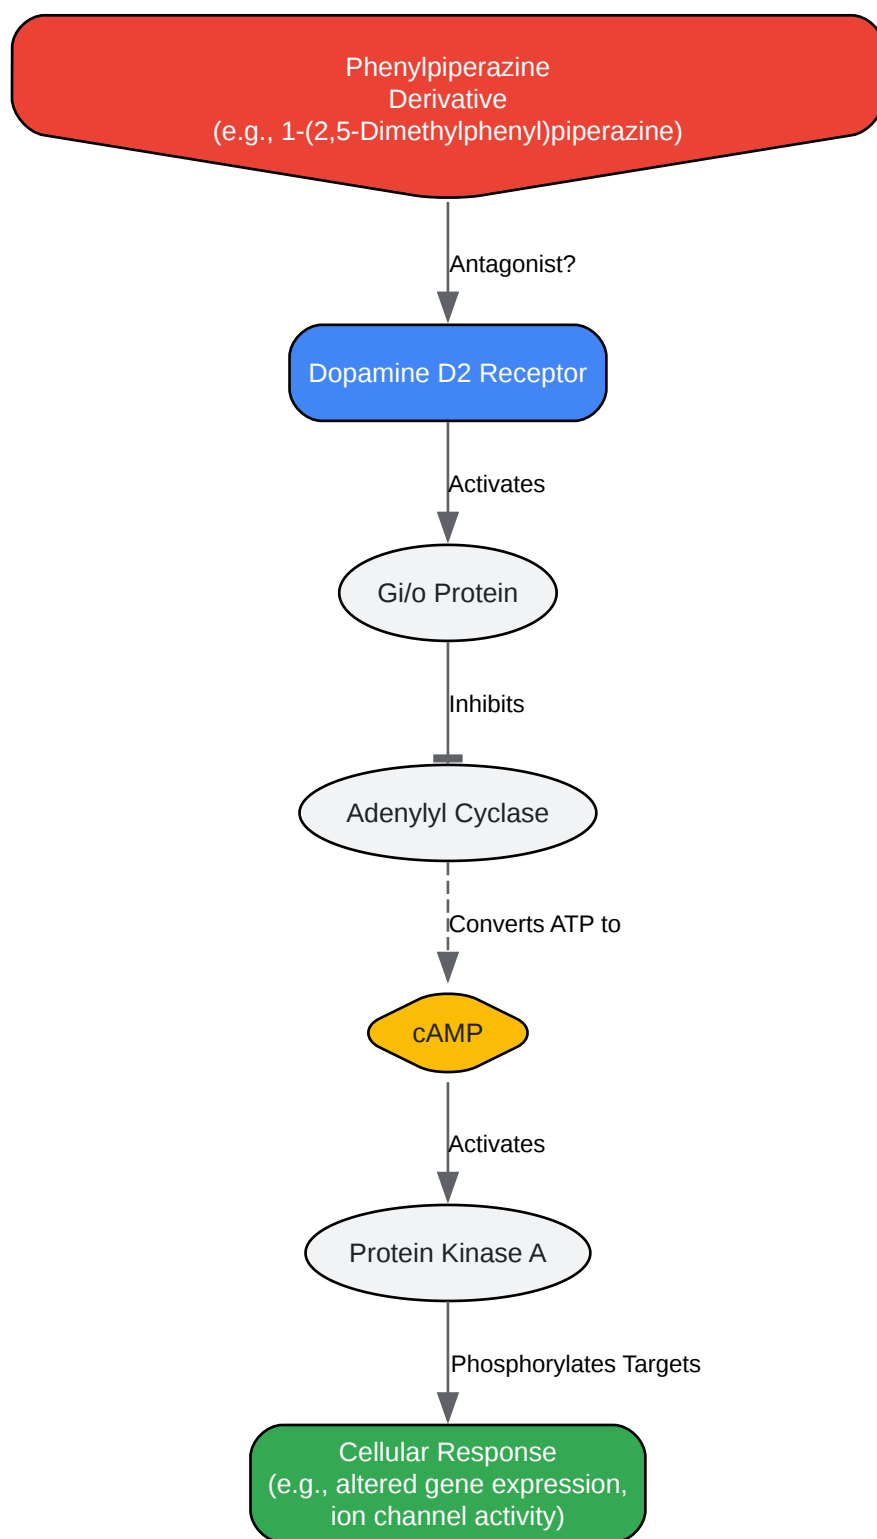 Phenylpiperazine
Derivative
(e.g., 1-(2,5-Dimethylphenyl)piperazine)
Antagonist?
Dopamine D2 Receptor
Activates
Gi/o Protein
Inhibits
Adenylyl Cyclase
Converts ATP to
cAMP
Activates
Protein Kinase A
Phosphorylates Targets
Cellular Response
(e.g., altered gene expression,
ion channel activity)